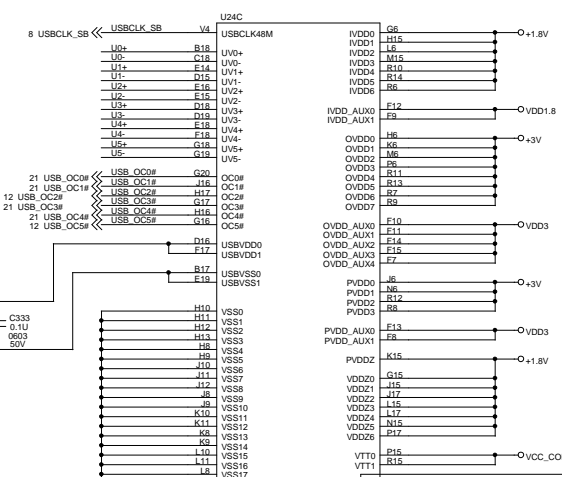 U24C
8 USBCLK_SB USBCLK_SB V4 USBCLK48M
U0+ B18 UV0+
U0- C18 UV0-
U1+ E14 UV1+
U1- D15 UV1-
U2+ E16 UV2+
U2- E15 UV2-
U3+ D18 UV3+
U3- D19 UV3-
U4+ E18 UV4+
U4- F18 UV4-
U5+ G18 UV5+
U5- G19 UV5-
21 USB_OC0# USB_OC0# G20 OC0#
21 USB_OC1# USB_OC1# J16 OC1#
12 USB_OC2# USB_OC2# H17 OC2#
21 USB_OC3# USB_OC3# G17 OC3#
21 USB_OC4# USB_OC4# H16 OC4#
12 USB_OC5# USB_OC5# G16 OC5#
D16 USBVDD0
F17 USBVDD1
B17 USBVSS0
E19 USBVSS1
C333
0.1U
0603
50V
H10 VSS0
H11 VSS1
H12 VSS2
H13 VSS3
H8 VSS4
H9 VSS5
J10 VSS6
J11 VSS7
J12 VSS8
J8 VSS9
J9 VSS10
K10 VSS11
K11 VSS12
K8 VSS13
K9 VSS14
L10 VSS15
L11 VSS16
L8 VSS17
IVDD0 G6 +1.8V
IVDD1 H15
IVDD2 L6
IVDD3 M15
IVDD4 R10
IVDD5 R14
IVDD6 R6
IVDD_AUX0 F12 VDD1.8
IVDD_AUX1 F9
OVDD0 H6 +3V
OVDD1 K6
OVDD2 M6
OVDD3 P6
OVDD4 R11
OVDD5 R13
OVDD6 R7
OVDD7 R9
OVDD_AUX0 F10 VDD3
OVDD_AUX1 F11
OVDD_AUX2 F14
OVDD_AUX3 F15
OVDD_AUX4 F7
PVDD0 J6 +3V
PVDD1 N6
PVDD2 R12
PVDD3 R8
PVDD_AUX0 F13 VDD3
PVDD_AUX1 F8
PVDDZ K15 +1.8V
VDDZ0 G15
VDDZ1 J15
VDDZ2 J17
VDDZ3 L15
VDDZ4 L17
VDDZ5 N15
VDDZ6 P17
VTT0 P15
VTT1 R15